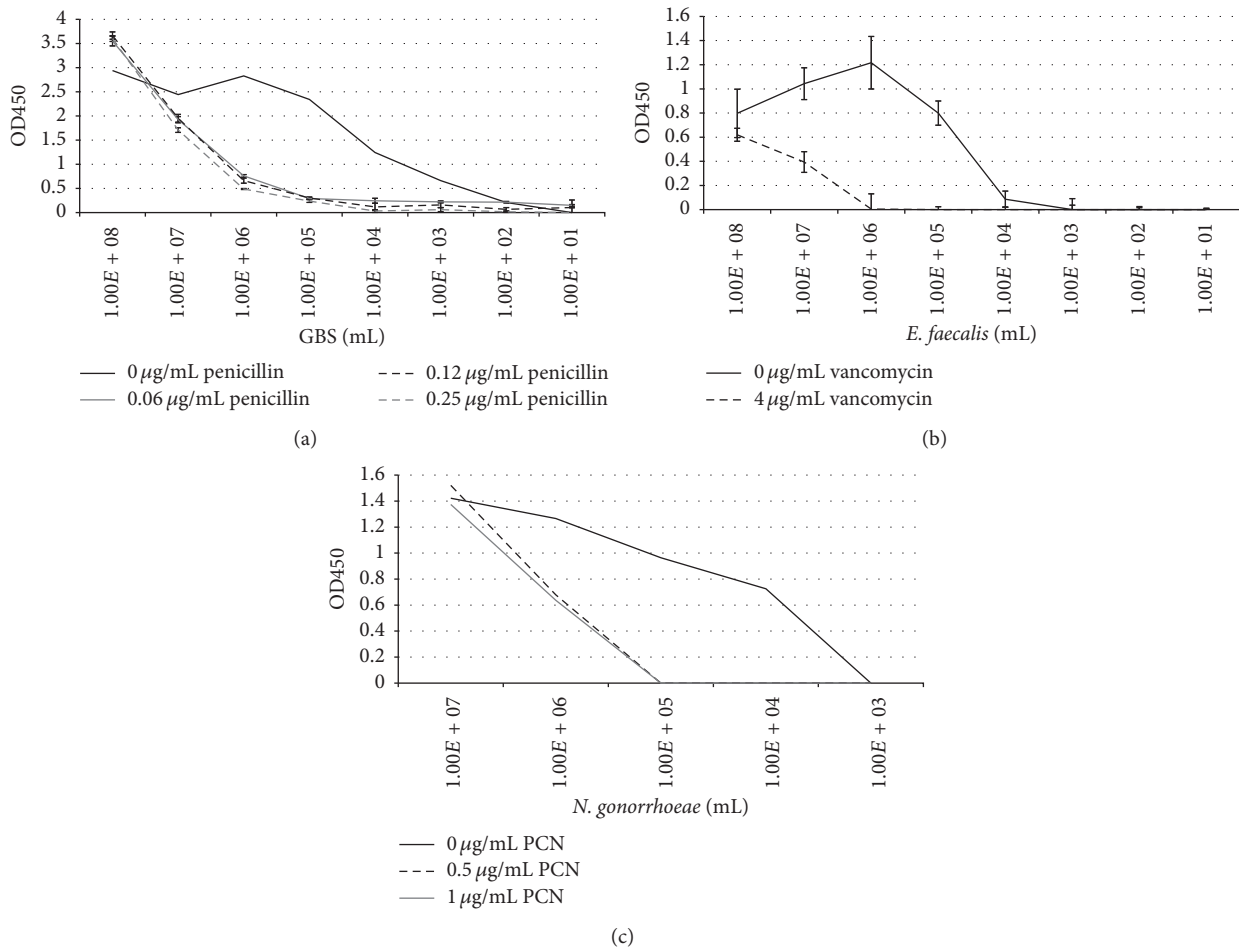 4
3.5
3
2.5
2
1.5
1
0.5
0
OD450
1.00E + 08
1.00E + 07
1.00E + 06
1.00E + 05
1.00E + 04
1.00E + 03
1.00E + 02
1.00E + 01
GBS (mL)
0 μg/mL penicillin
0.06 μg/mL penicillin
0.12 μg/mL penicillin
0.25 μg/mL penicillin
(a)
1.6
1.4
1.2
1
0.8
0.6
0.4
0.2
0
OD450
1.00E + 08
1.00E + 07
1.00E + 06
1.00E + 05
1.00E + 04
1.00E + 03
1.00E + 02
1.00E + 01
E. faecalis (mL)
0 μg/mL vancomycin
4 μg/mL vancomycin
(b)
1.6
1.4
1.2
1
0.8
0.6
0.4
0.2
0
OD450
1.00E + 07
1.00E + 06
1.00E + 05
1.00E + 04
1.00E + 03
N. gonorrhoeae (mL)
0 μg/mL PCN
0.5 μg/mL PCN
1 μg/mL PCN
(c)